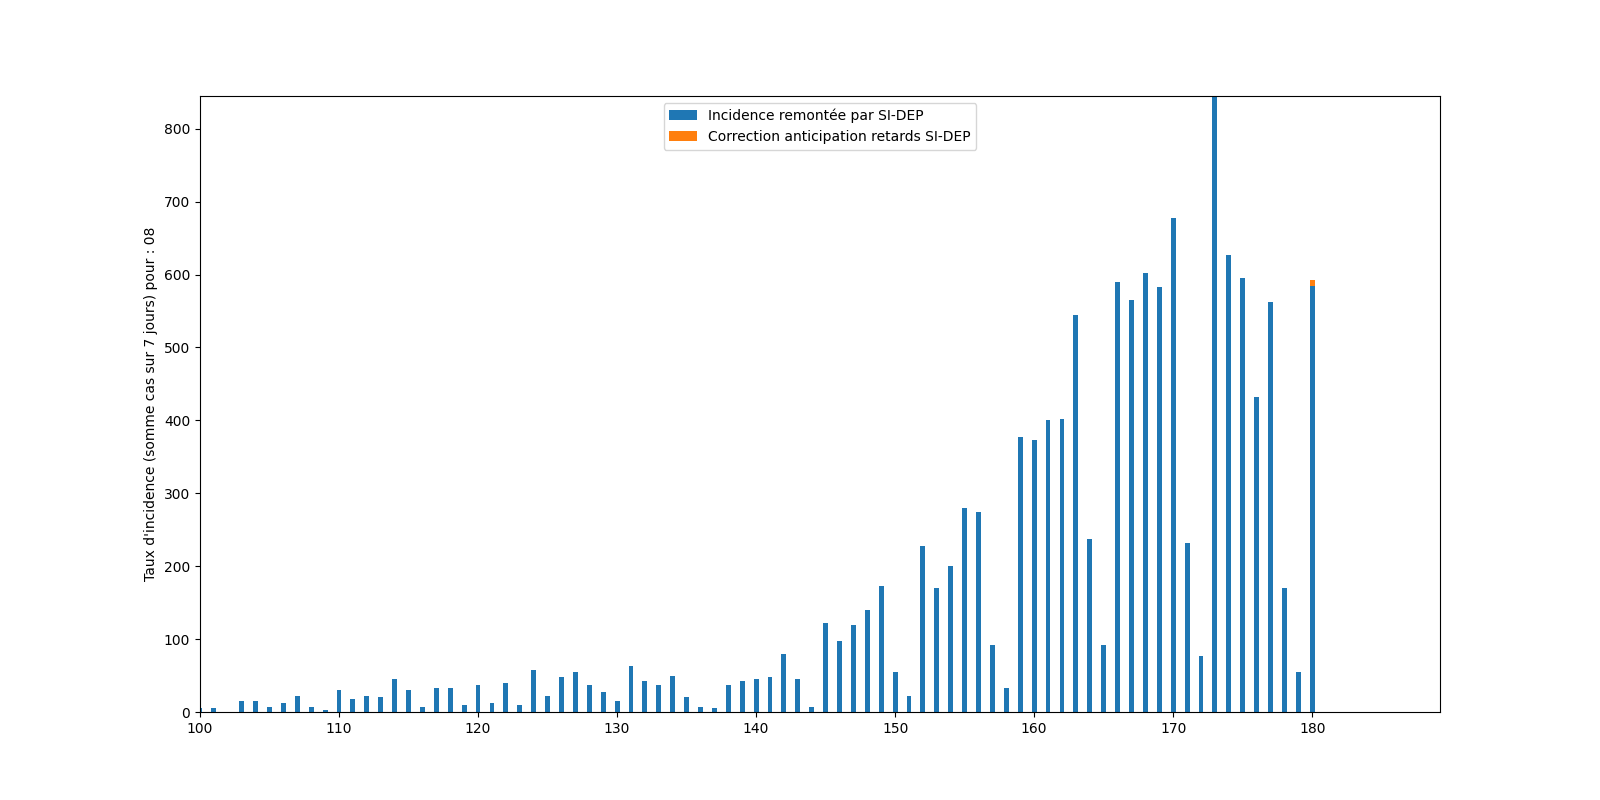 Incidence remontée par SI-DEP
Correction anticipation retards SI-DEP
Taux d'incidence (somme cas sur 7 jours) pour : 08
800
700
600
500
400
300
200
100
0
100 110 120 130 140 150 160 170 180